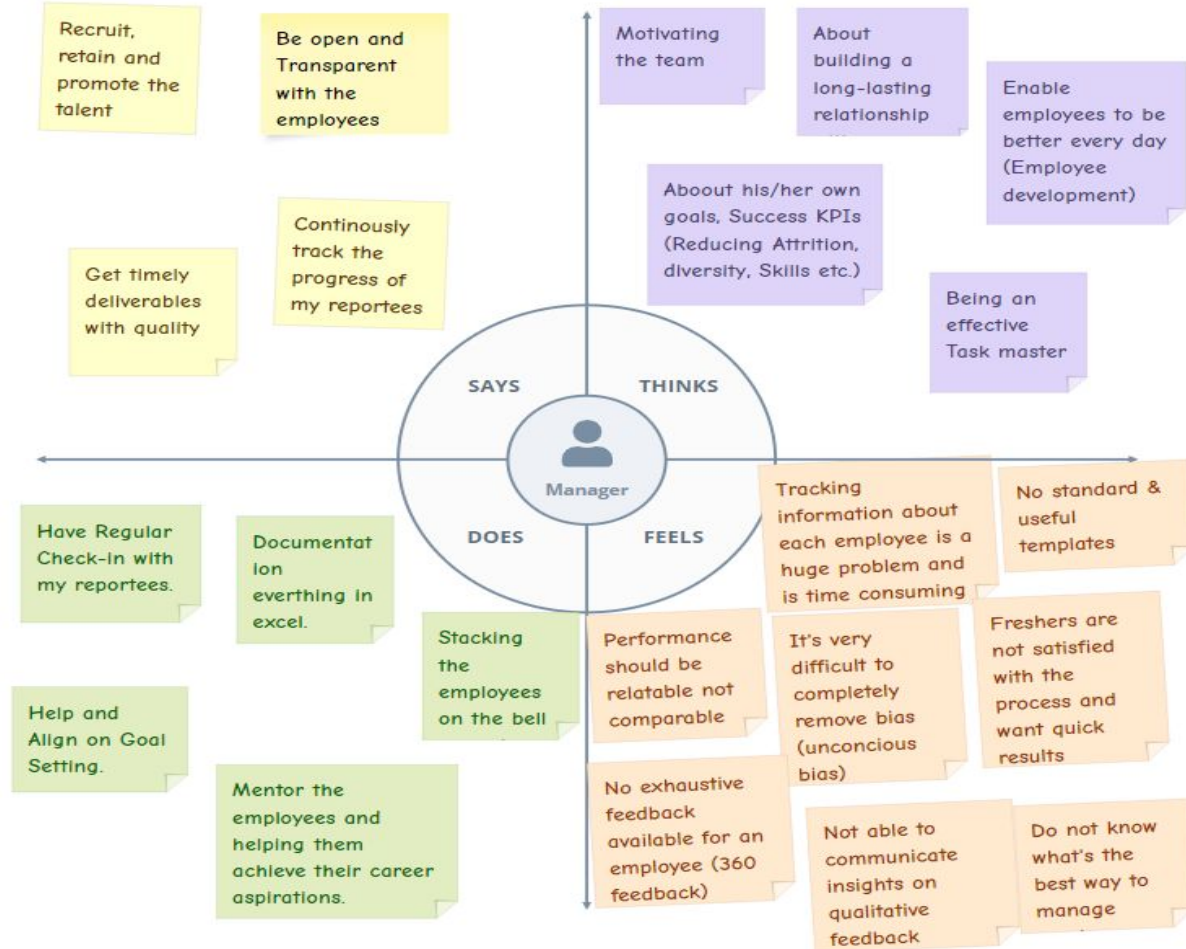 Recruit,
retain and
promote the
talent
Be open and
Transparent
with the
employees
Get timely
deliverables
with quality
Continously
track the
progress of
my reportees
Motivating
the team
About
building a
long-lasting
relationship
Enable
employees to be
better every day
(Employee
development)
Aboout his/her own
goals, Success KPIs
(Reducing Attrition,
diversity, Skills etc.)
Being an
effective
Task master
SAYS
THINKS
Manager
DOES
FEELS
Have Regular
Check-in with
my reportees.
Documentat
ion
everthing in
excel.
Stacking
the
employees
on the bell
Help and
Align on Goal
Setting.
Mentor the
employees and
helping them
achieve their career
aspirations.
Tracking
information about
each employee is a
huge problem and
is time consuming
No standard &
useful
templates
Performance
should be
relatable not
comparable
It's very
difficult to
completely
remove bias
(unconcious
bias)
Freshers are
not satisfied
with the
process and
want quick
results
No exhaustive
feedback
available for an
employee (360
feedback)
Not able to
communicate
insights on
qualitative
feedback
Do not know
what's the
best way to
manage